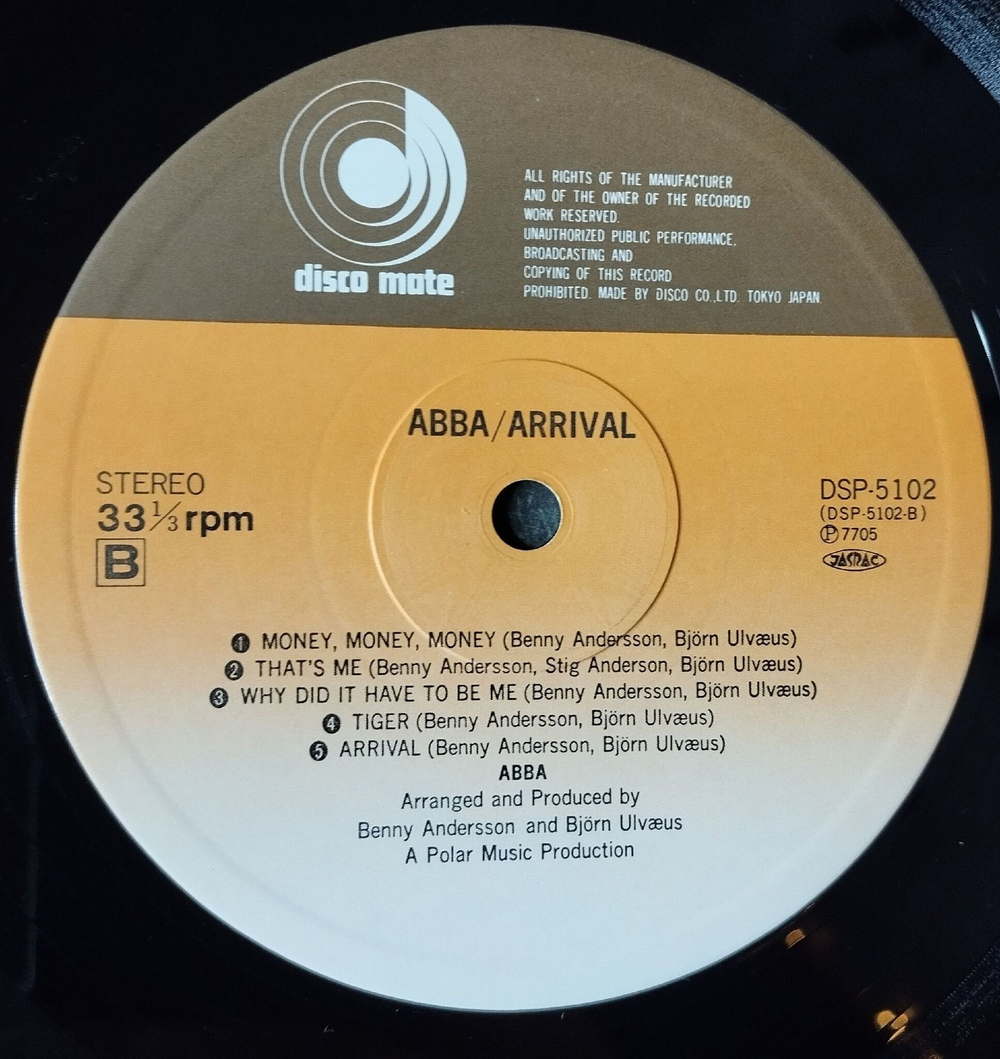 disco mate
ALL RIGHTS OF THE MANUFACTURER
AND OF THE OWNER OF THE RECORDED
WORK RESERVED.
UNAUTHORIZED PUBLIC PERFORMANCE,
BROADCASTING AND
COPYING OF THIS RECORD
PROHIBITED. MADE BY DISCO CO.,LTD. TOKYO JAPAN
ABBA/ARRIVAL
STEREO
33 1/3 rpm
B
DSP-5102
(DSP-5102-B)
Ⓟ7705
JASRAC
❶ MONEY, MONEY, MONEY (Benny Andersson, Björn Ulvæus)
❷ THAT'S ME (Benny Andersson, Stig Anderson, Björn Ulvæus)
❸ WHY DID IT HAVE TO BE ME (Benny Andersson, Björn Ulvæus)
❹ TIGER (Benny Andersson, Björn Ulvæus)
❺ ARRIVAL (Benny Andersson, Björn Ulvæus)
ABBA
Arranged and Produced by
Benny Andersson and Björn Ulvæus
A Polar Music Production